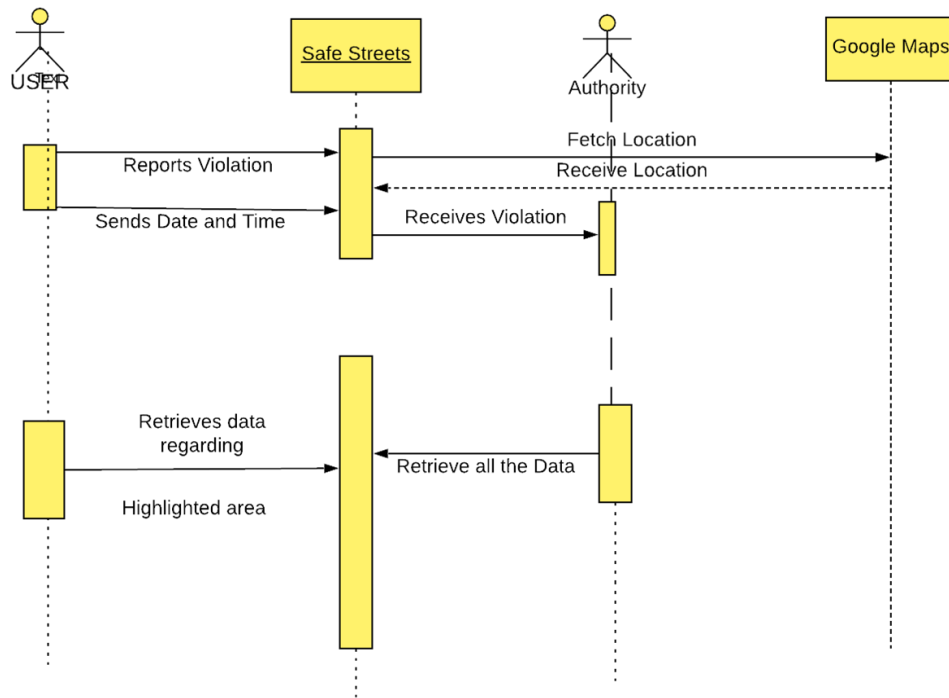 Safe Streets
Google Maps
Text
USER
Authority
Fetch Location
Reports Violation
Receive Location
Sends Date and Time
Receives Violation
Retrieves data
regarding
Retrieve all the Data
Highlighted area